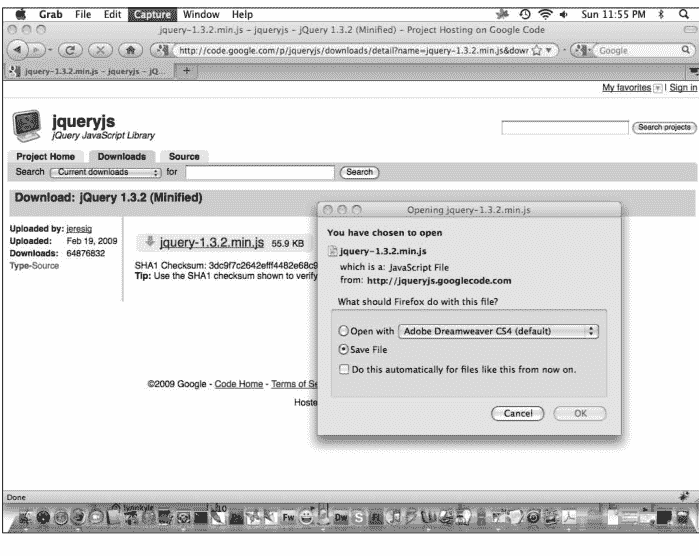 Grab File Edit Capture Window Help Sun 11:55 PM
jquery-1.3.2.min.js – jqueryjs – jQuery 1.3.2 (Minified) – Project Hosting on Google Code
http://code.google.com/p/jqueryjs/downloads/detail?name=jquery-1.3.2.min.js&downl Google
jquery-1.3.2.min.js – jqueryjs – jQ... +
My favorites | Sign in
jqueryjs
jQuery JavaScript Library
Search projects
Project Home Downloads Source
Search Current downloads for Search
Download: jQuery 1.3.2 (Minified)
Uploaded by: jeresig
Uploaded: Feb 19, 2009
Downloads: 64876832
Type-Source
jquery-1.3.2.min.js 55.9 KB
SHA1 Checksum: 3dc9f7c2642efff4482e68c9
Tip: Use the SHA1 checksum shown to verify
©2009 Google - Code Home - Terms of Se
Hoste
Opening jquery-1.3.2.min.js
You have chosen to open
jquery-1.3.2.min.js
which is a: JavaScript File
from: http://jqueryjs.googlecode.com
What should Firefox do with this file?
Open with Adobe Dreamweaver CS4 (default)
Save File
Do this automatically for files like this from now on.
Cancel OK
Done
Fw Dw S FL